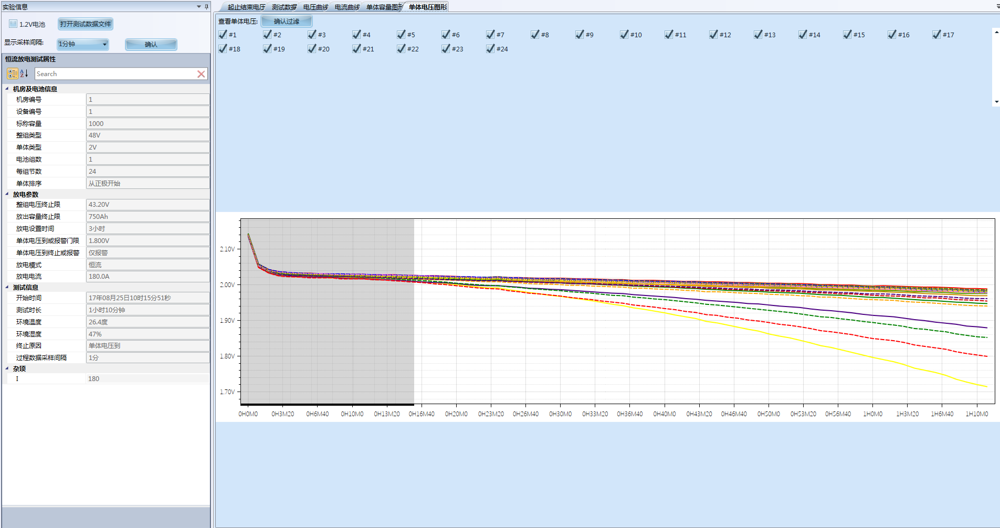 实验信息
1.2V电池
打开测试数据文件
显示采样间隔:
1分钟
确认
恒流放电测试属性
Search
机房及电池信息
机房编号 1
设备编号 1
标称容量 1000
整组类型 48V
单体类型 2V
电池组数 1
每组节数 24
单体排序 从正极开始
放电参数
整组电压终止限 43.20V
放出容量终止限 750Ah
放电设置时间 3小时
单体电压到或报警门限 1.800V
单体电压到终止或报警 仅报警
放电模式 恒流
放电电流 180.0A
测试信息
开始时间 17年08月25日10时15分51秒
测试时长 1小时10分钟
环境温度 26.4度
环境湿度 47%
终止原因 单体电压到
过程数据采样间隔 1分
杂项
I 180
起止结束电压 测试数据 电压曲线 电流曲线 单体容量图形 单体电压图形
查看单体电压: 确认过滤
#1 #2 #3 #4 #5 #6 #7 #8 #9 #10 #11 #12 #13 #14 #15 #16 #17
#18 #19 #20 #21 #22 #23 #24
2.10V
2.00V
1.90V
1.80V
1.70V
0H0M0 0H3M20 0H6M40 0H10M0 0H13M20 0H16M40 0H20M0 0H23M20 0H26M40 0H30M0 0H33M20 0H36M40 0H40M0 0H43M20 0H46M40 0H50M0 0H53M20 0H56M40 1H0M0 1H3M20 1H6M40 1H10M0